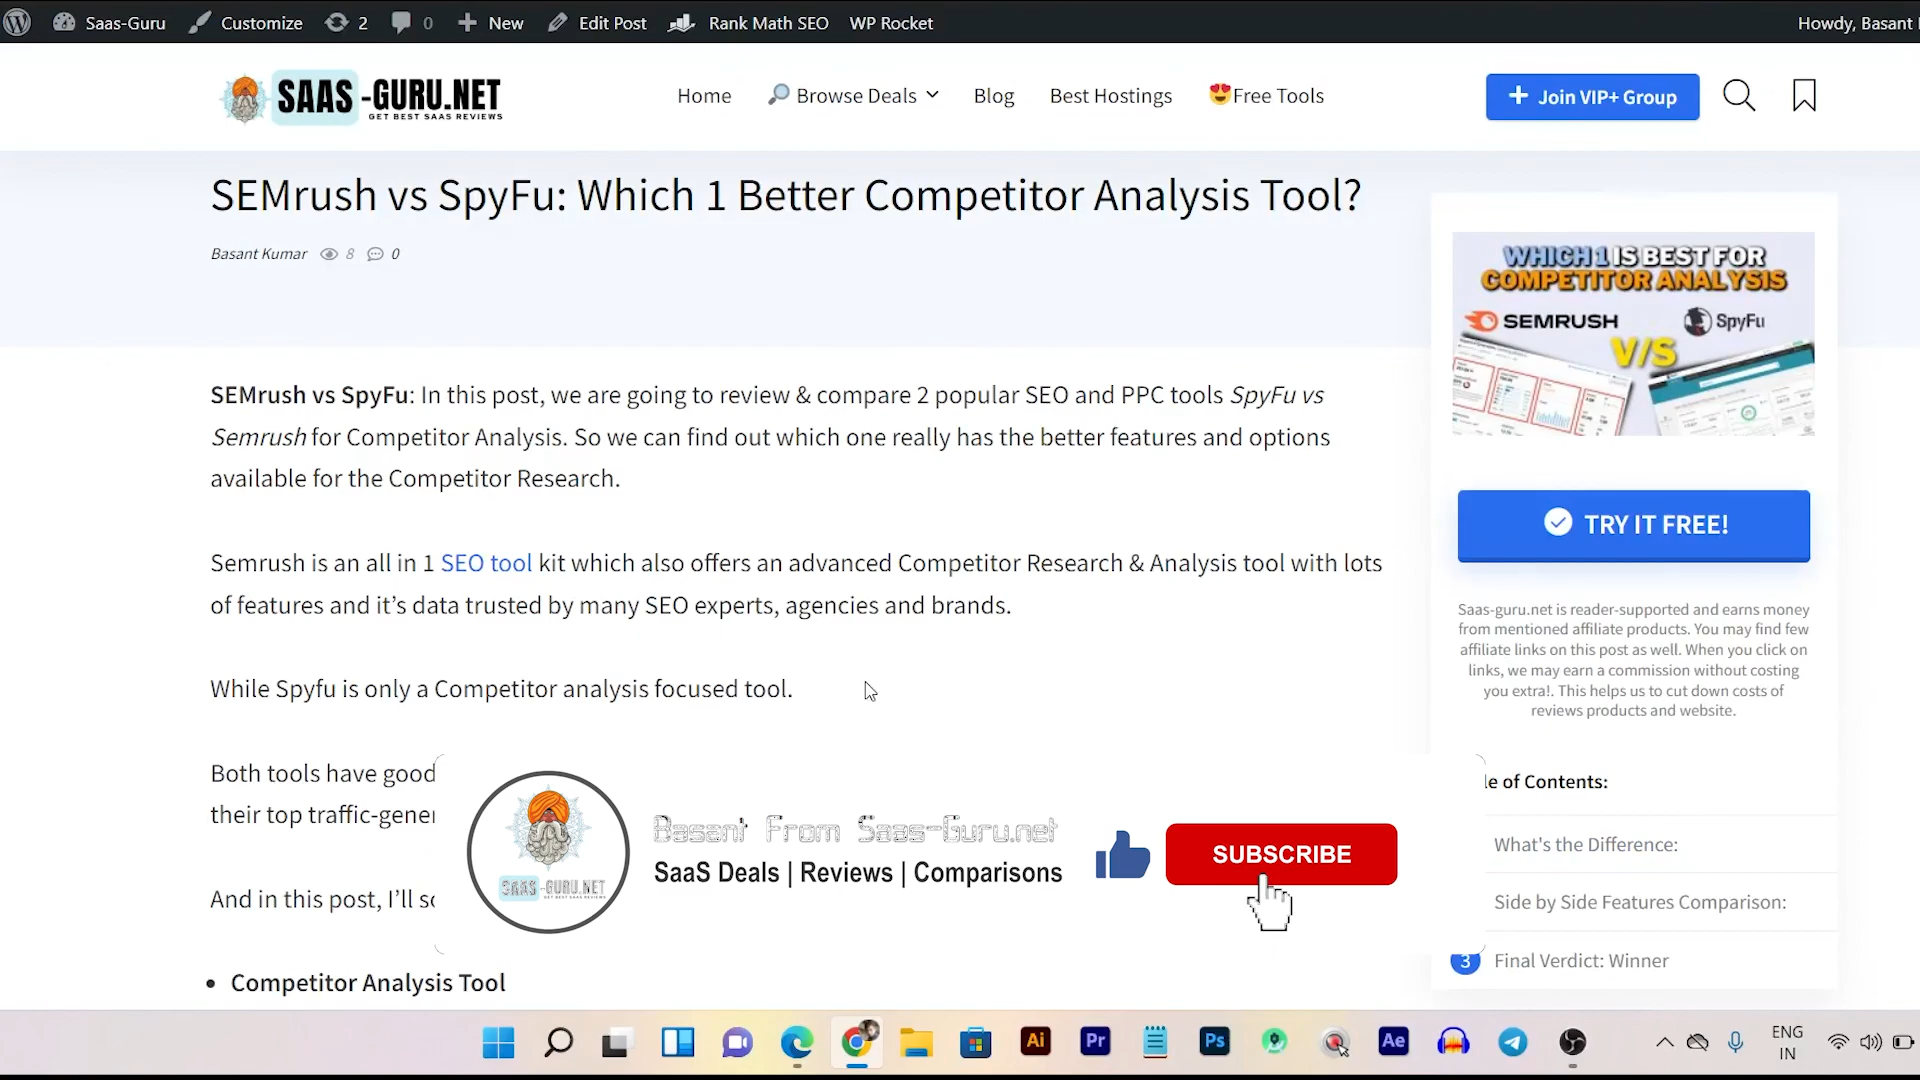 Saas-Guru Customize 2 0 New Edit Post Rank Math SEO WP Rocket Howdy, Basant
SAAS -GURU.NET
GET BEST SAAS REVIEWS
Home Browse Deals Blog Best Hostings Free Tools + Join VIP+ Group
SEMrush vs SpyFu: Which 1 Better Competitor Analysis Tool?
Basant Kumar 8 0
WHICH 1 IS BEST FOR
COMPETITOR ANALYSIS
SEMRUSH SpyFu
V/S
SEMrush vs SpyFu: In this post, we are going to review & compare 2 popular SEO and PPC tools SpyFu vs
Semrush for Competitor Analysis. So we can find out which one really has the better features and options
available for the Competitor Research.
TRY IT FREE!
Semrush is an all in 1 SEO tool kit which also offers an advanced Competitor Research & Analysis tool with lots
of features and it's data trusted by many SEO experts, agencies and brands.
Saas-guru.net is reader-supported and earns money
from mentioned affiliate products. You may find few
affiliate links on this post as well. When you click on
links, we may earn a commission without costing
you extra!. This helps us to cut down costs of
reviews products and website.
While Spyfu is only a Competitor analysis focused tool.
Both tools have good
their top traffic-gener
And in this post, I'll s
le of Contents:
What's the Difference:
Side by Side Features Comparison:
3 Final Verdict: Winner
SAAS -GURU.NET
GET BEST SAAS REVIEWS
Basant From Saas-Guru.net
SaaS Deals | Reviews | Comparisons
SUBSCRIBE
• Competitor Analysis Tool
Ai Pr Ps Ae
ENG
IN